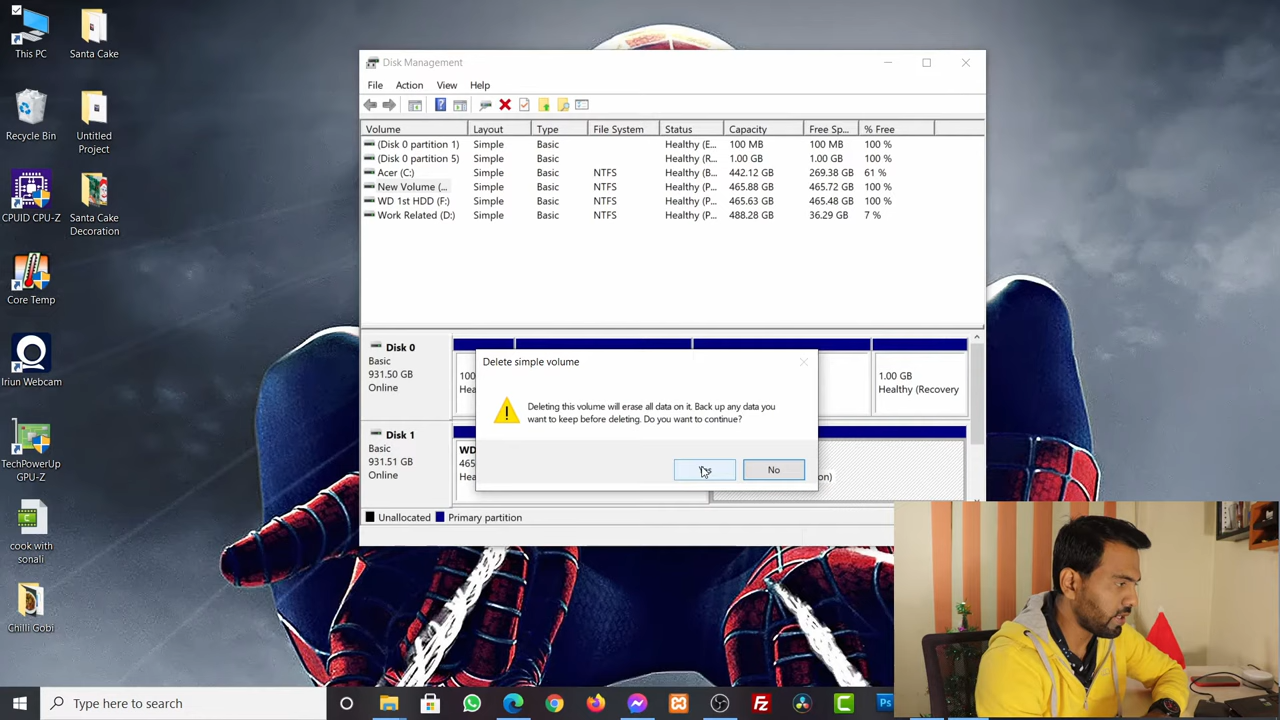 This PC
Santa Cake
Recycle Bin
Untitled
Project
CPUID CPU-Z
Santa Cake
Decoration
Core Temp
Iriun Webcam
TechPowerUp
GPU-Z
cook with
sonali
Chilli Gobi
Disk Management
File Action View Help
Volume Layout Type File System Status Capacity Free Sp... % Free
(Disk 0 partition 1) Simple Basic Healthy (E... 100 MB 100 MB 100 %
(Disk 0 partition 5) Simple Basic Healthy (R... 1.00 GB 1.00 GB 100 %
Acer (C:) Simple Basic NTFS Healthy (B... 442.12 GB 269.38 GB 61 %
New Volume (... Simple Basic NTFS Healthy (P... 465.88 GB 465.72 GB 100 %
WD 1st HDD (F:) Simple Basic NTFS Healthy (P... 465.63 GB 465.48 GB 100 %
Work Related (D:) Simple Basic NTFS Healthy (P... 488.28 GB 36.29 GB 7 %
Disk 0
Basic
931.50 GB
Online
100
Hea
1.00 GB
Healthy (Recovery
Disk 1
Basic
931.51 GB
Online
WD
465
Hea
on)
Delete simple volume
Deleting this volume will erase all data on it. Back up any data you
want to keep before deleting. Do you want to continue?
No
Unallocated Primary partition
Type here to search
Fz
C
Ps